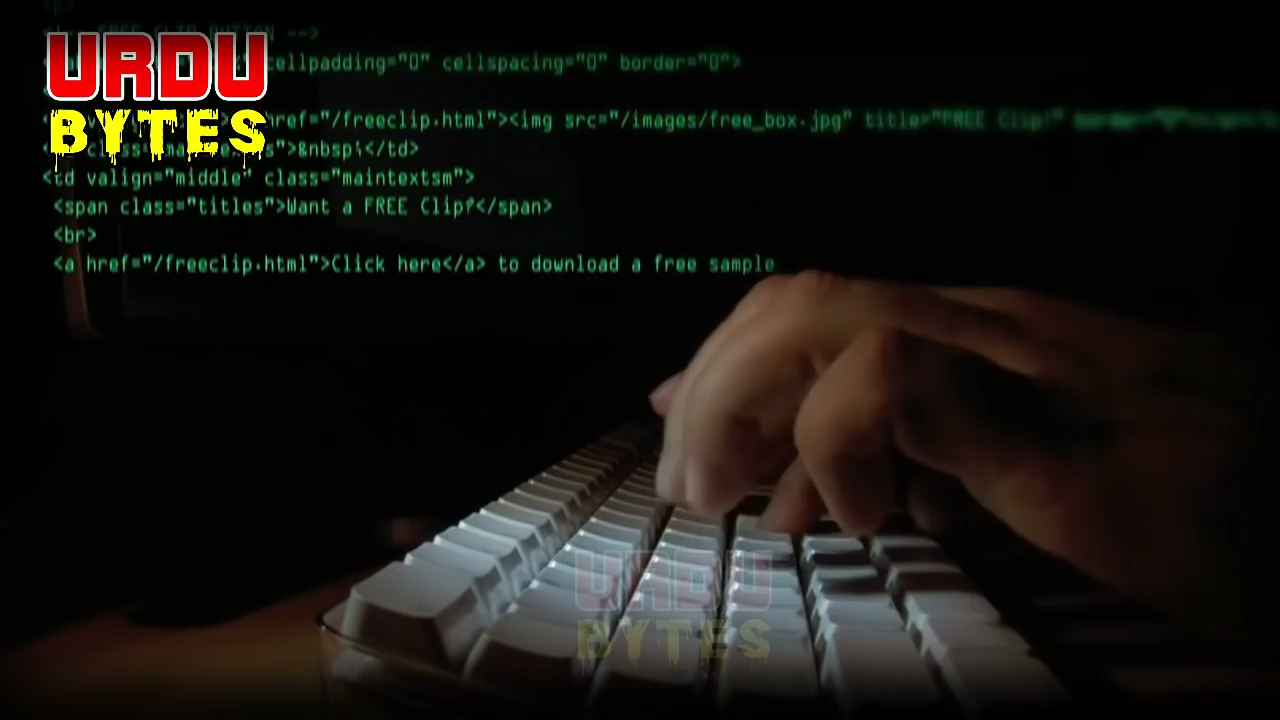 URDU
BYTES
cellpadding="0" cellspacing="0" border="0">
href="/freeclip.html"><img src="/images/free_box.jpg" title="FREE Clip!"
>&nbsp;</td>
<td valign="middle" class="maintextsm">
<span class="titles">Want a FREE Clip?</span>
<br>
<a href="/freeclip.html">Click here</a> to download a free sample
URDU
BYTES